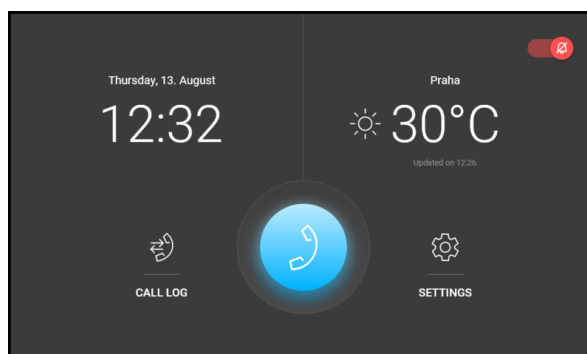 Thursday, 13. August
12:32
Praha
30°C
Updated on 12:26
CALL LOG
SETTINGS